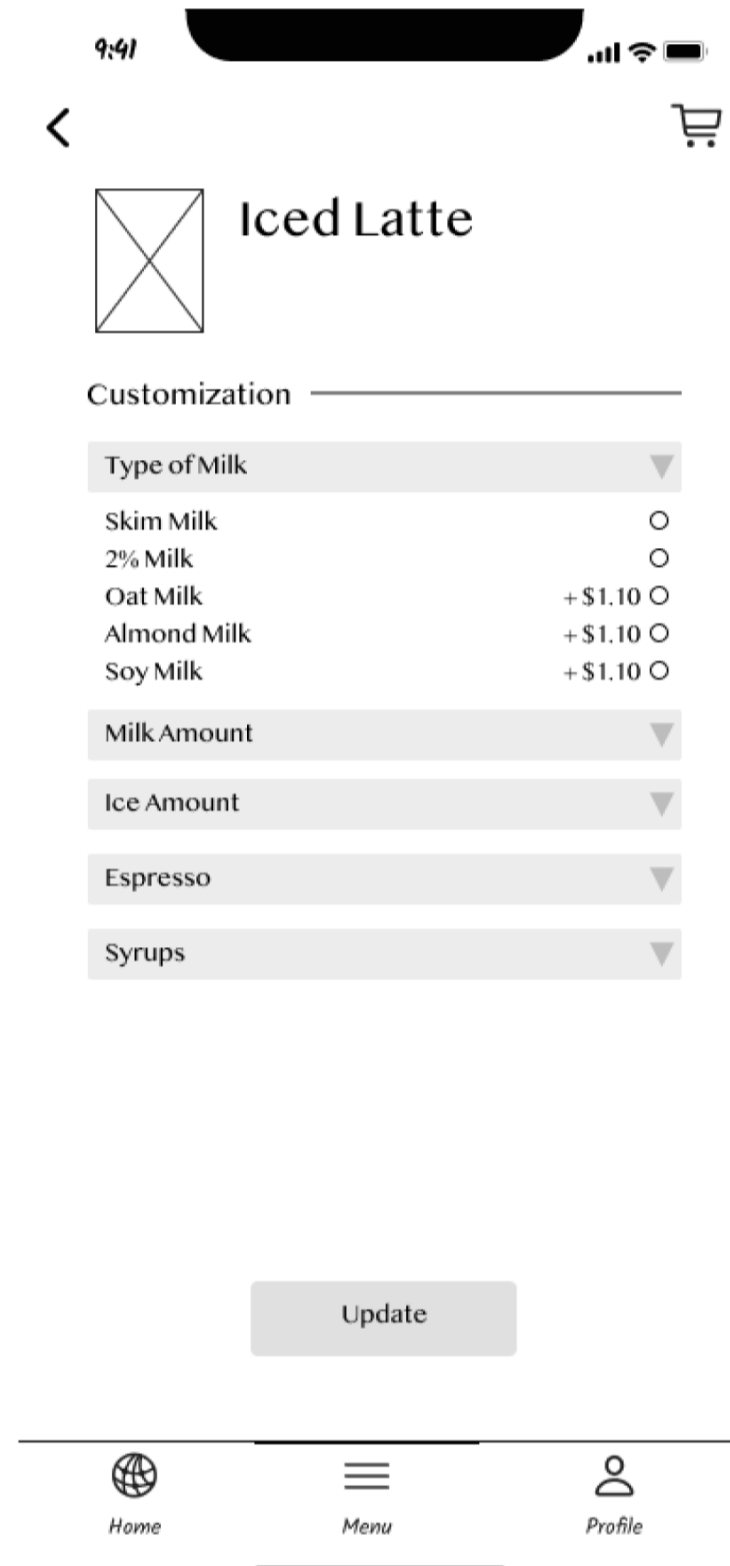 9:41
Iced Latte
Customization
Type of Milk
Skim Milk
2% Milk
Oat Milk +$1.10
Almond Milk +$1.10
Soy Milk +$1.10
Milk Amount
Ice Amount
Espresso
Syrups
Update
Home Menu Profile